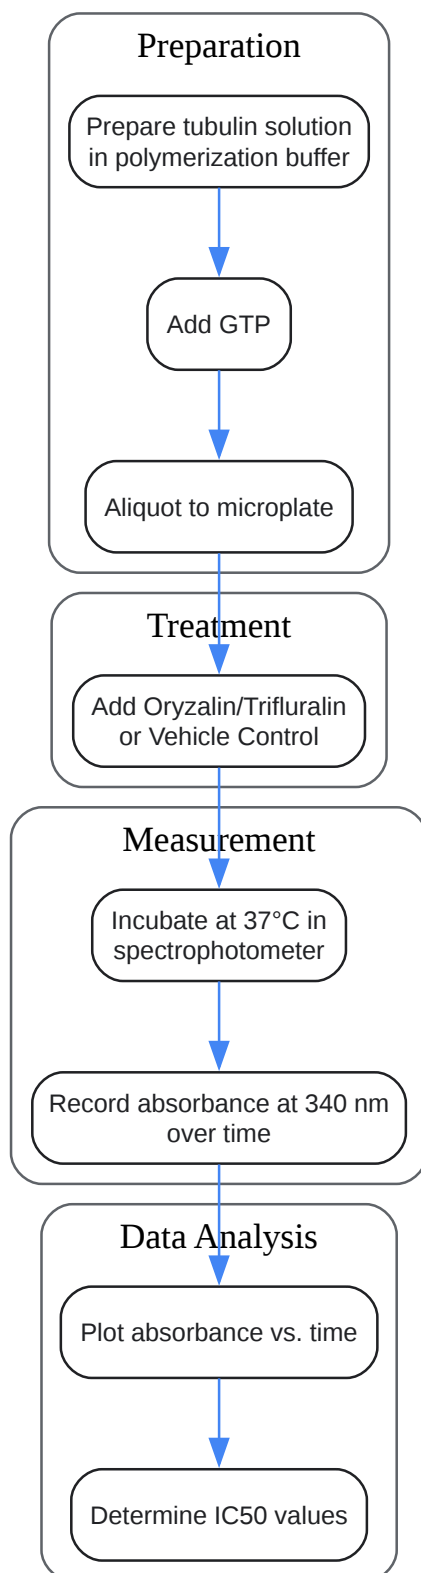 Preparation
Prepare tubulin solution
in polymerization buffer
Add GTP
Aliquot to microplate
Treatment
Add Oryzalin/Trifluralin
or Vehicle Control
Measurement
Incubate at 37°C in
spectrophotometer
Record absorbance at 340 nm
over time
Data Analysis
Plot absorbance vs. time
Determine IC50 values